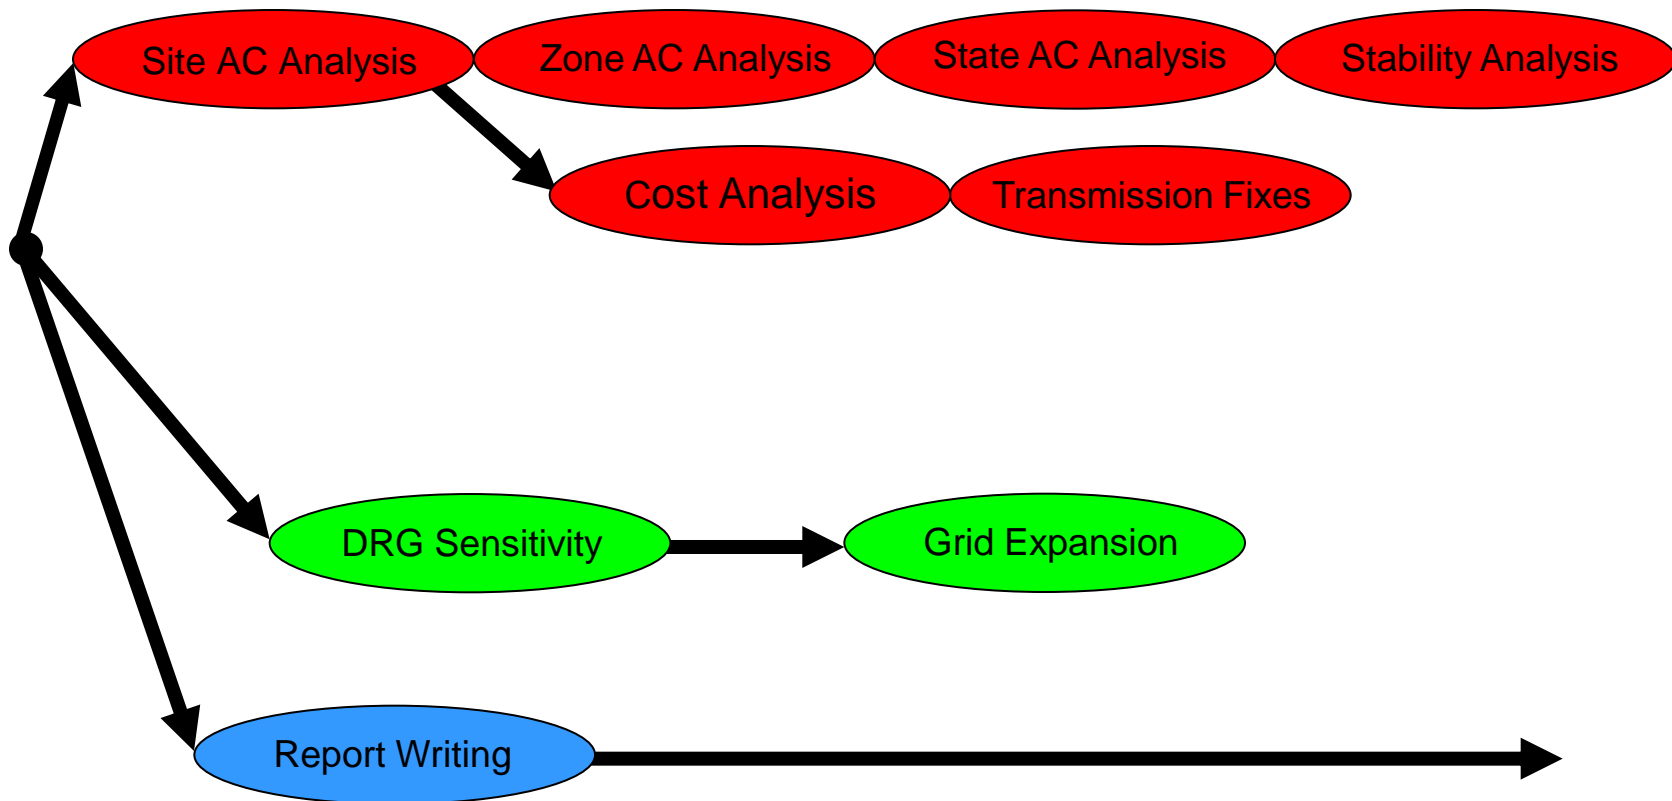 Site AC Analysis
Zone AC Analysis
State AC Analysis
Stability Analysis
Cost Analysis
Transmission Fixes
DRG Sensitivity
Grid Expansion
Report Writing